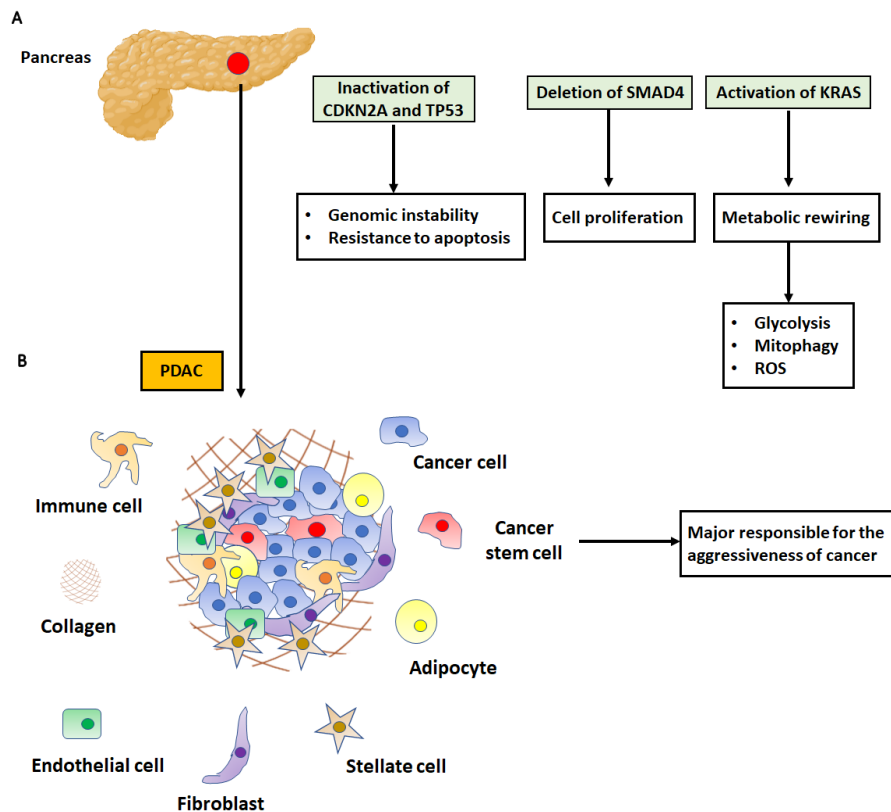 A
Pancreas
Inactivation of
CDKN2A and TP53
Deletion of SMAD4
Activation of KRAS
• Genomic instability
• Resistance to apoptosis
Cell proliferation
Metabolic rewiring
• Glycolysis
• Mitophagy
• ROS
B
PDAC
Immune cell
Cancer cell
Cancer
stem cell
Major responsible for the
aggressiveness of cancer
Collagen
Adipocyte
Endothelial cell
Fibroblast
Stellate cell